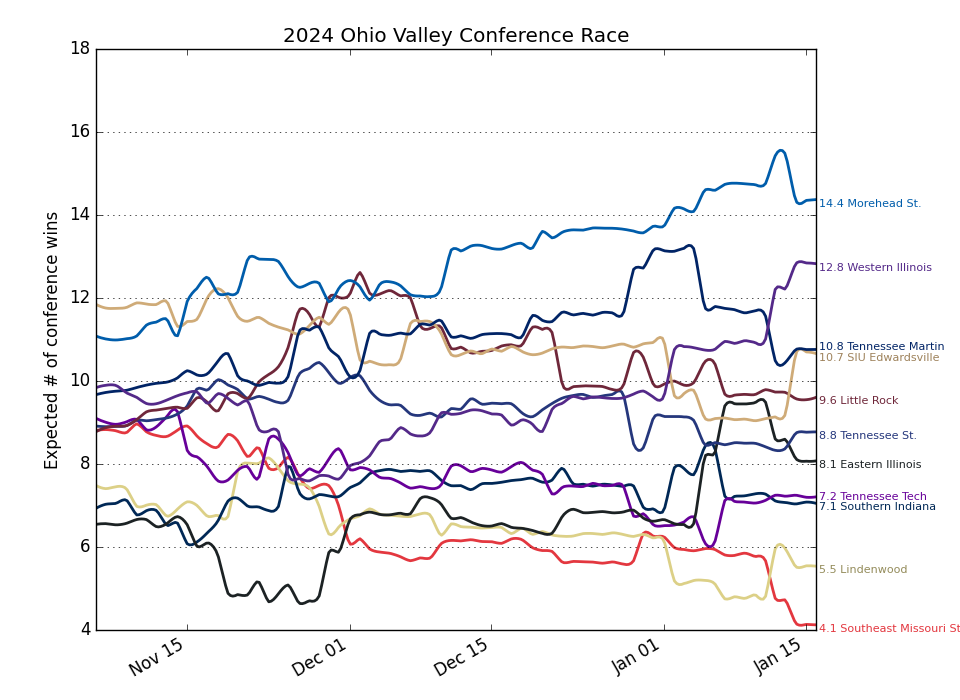 2024 Ohio Valley Conference Race
Expected # of conference wins
18
16
14
12
10
8
6
4
14.4 Morehead St.
12.8 Western Illinois
10.8 Tennessee Martin
10.7 SIU Edwardsville
9.6 Little Rock
8.8 Tennessee St.
8.1 Eastern Illinois
7.2 Tennessee Tech
7.1 Southern Indiana
5.5 Lindenwood
4.1 Southeast Missouri St
Nov 15
Dec 01
Dec 15
Jan 01
Jan 15